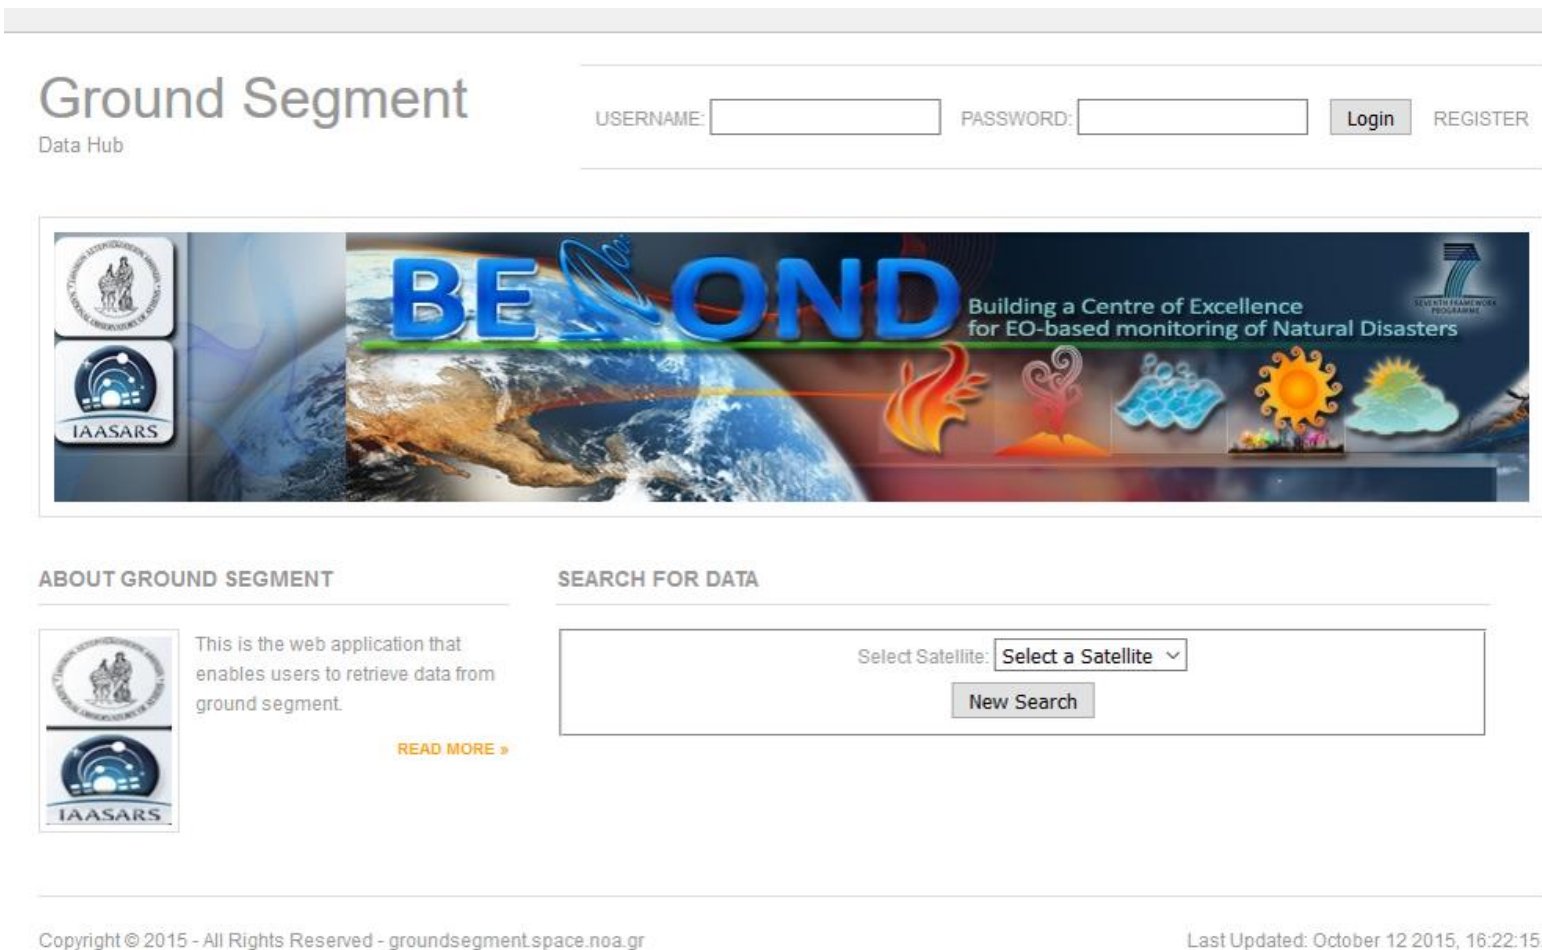 Ground Segment
Data Hub
USERNAME:
PASSWORD:
Login
REGISTER
BEYOND
Building a Centre of Excellence
for EO-based monitoring of Natural Disasters
SEVENTH FRAMEWORK
PROGRAMME
IAASARS
ABOUT GROUND SEGMENT
This is the web application that
enables users to retrieve data from
ground segment.
READ MORE »
IAASARS
SEARCH FOR DATA
Select Satellite: Select a Satellite
New Search
Copyright © 2015 - All Rights Reserved - groundsegment.space.noa.gr
Last Updated: October 12 2015, 16:22:15